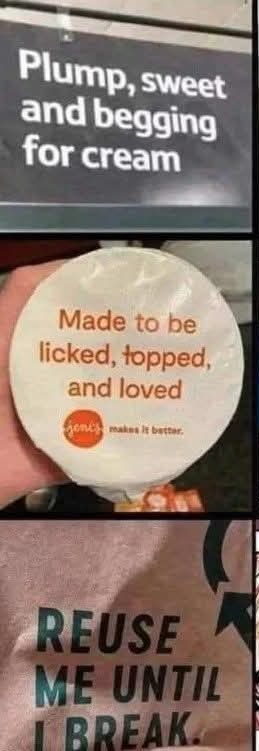 Plump, sweet
and begging
for cream
Made to be
licked, topped,
and loved
jeni's makes it better.
REUSE
ME UNTIL
I BREAK.